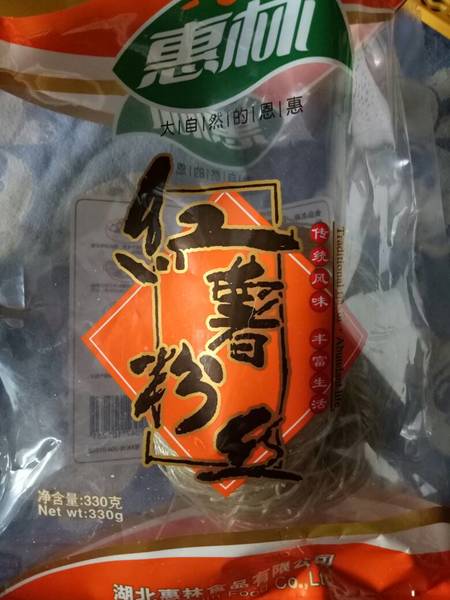 惠林
大自然的恩惠
红薯粉丝
传统风味 丰富生活
净含量:330克
Net wt:330g
湖北惠林食品有限公司